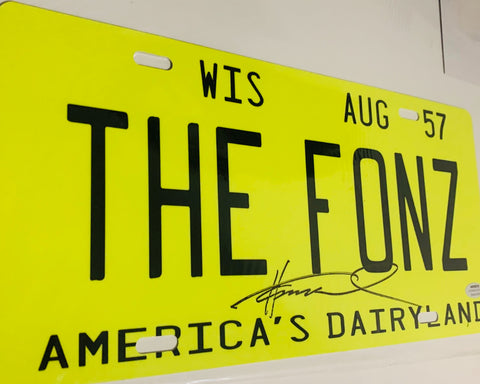 WIS AUG 57
THE FONZ
AMERICA'S DAIRYLAND